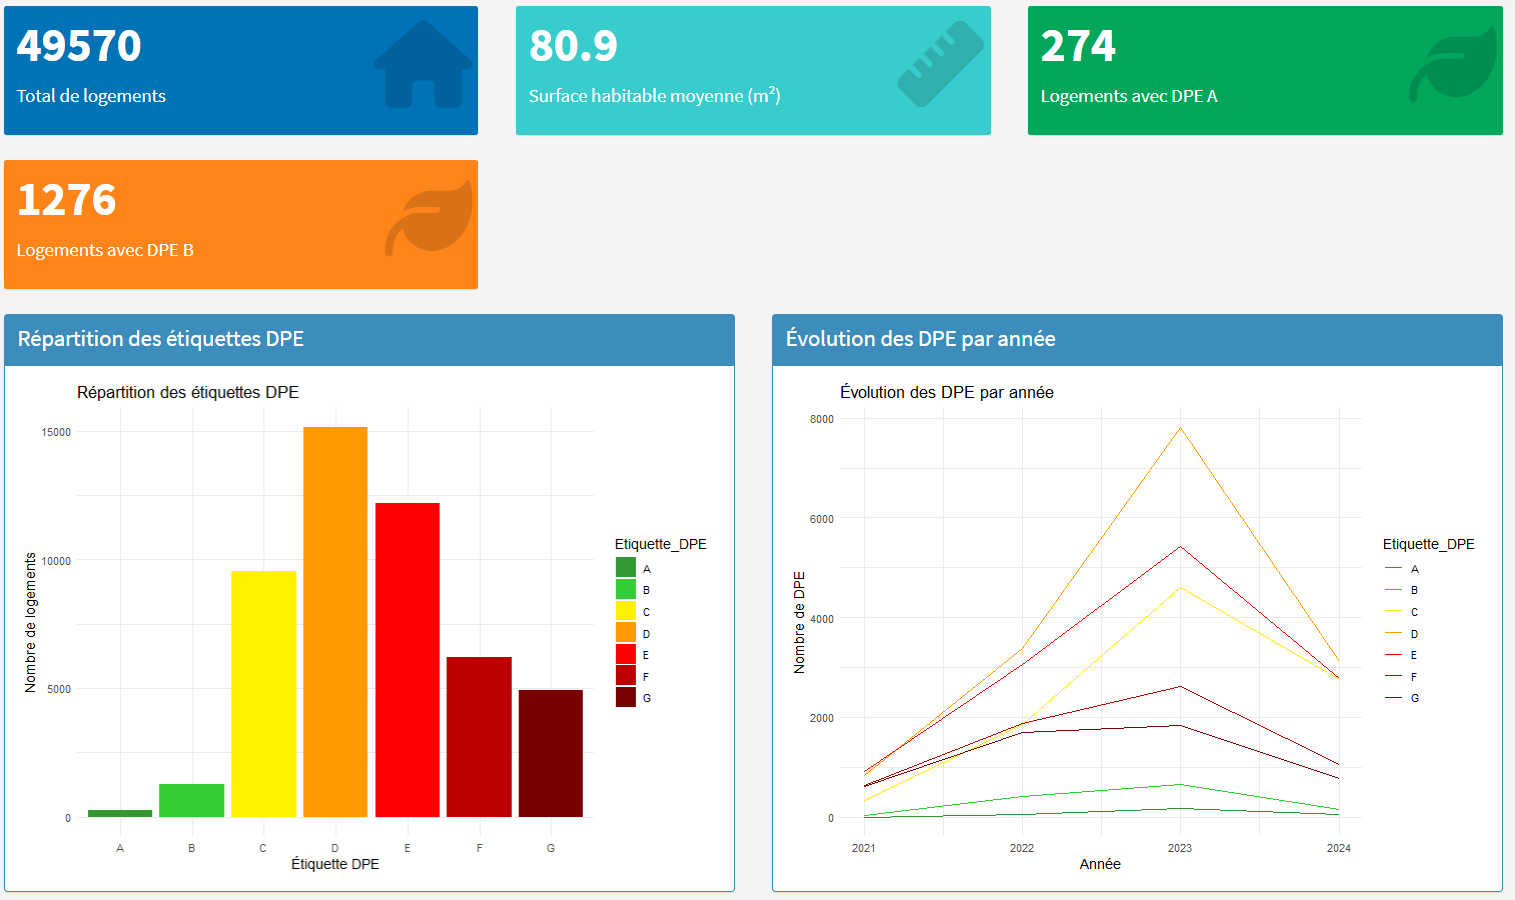 49570
Total de logements
80.9
Surface habitable moyenne (m²)
274
Logements avec DPE A
1276
Logements avec DPE B
Répartition des étiquettes DPE
Répartition des étiquettes DPE
15000
10000
5000
0
Nombre de logements
A B C D E F G
Étiquette DPE
Etiquette_DPE
A
B
C
D
E
F
G
Évolution des DPE par année
Évolution des DPE par année
8000
6000
4000
2000
0
Nombre de DPE
2021 2022 2023 2024
Année
Etiquette_DPE
A
B
C
D
E
F
G